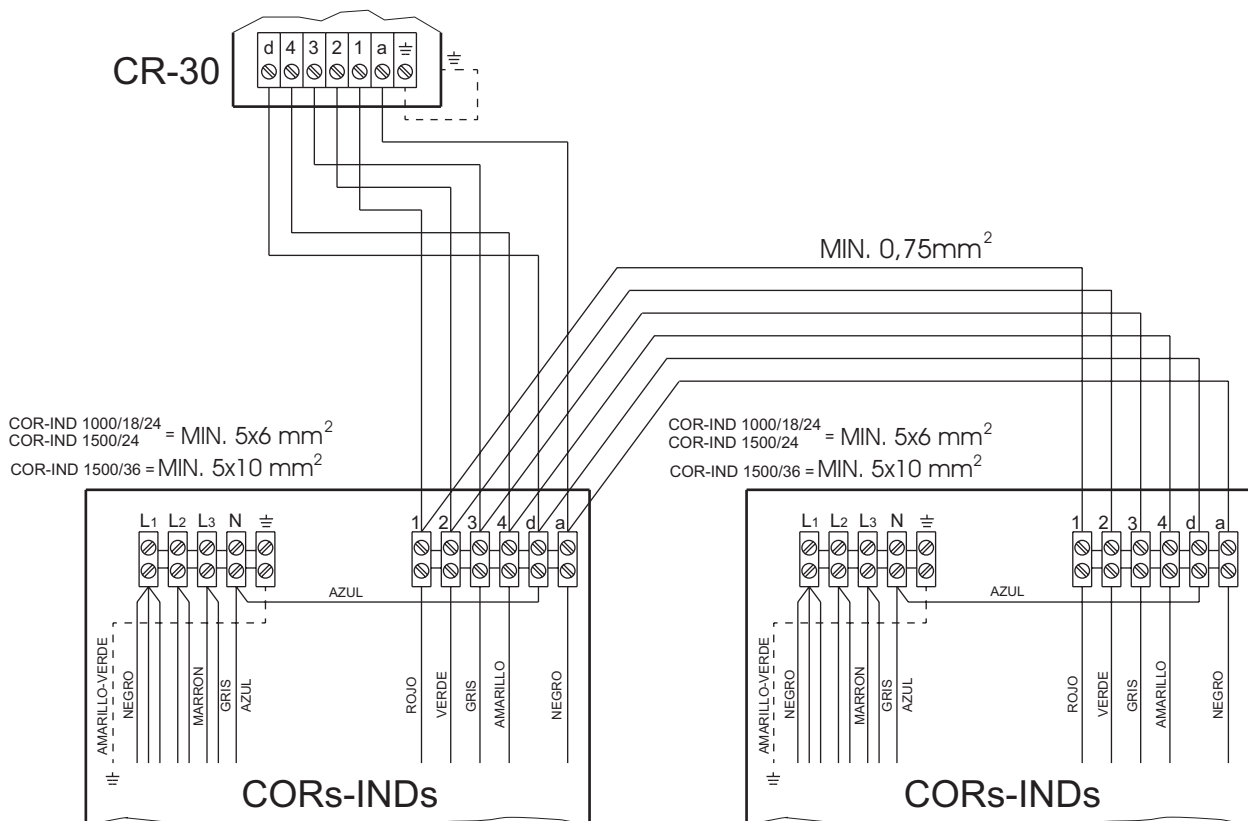 CR-30
d 4 3 2 1 a
MIN. 0,75mm²
COR-IND 1000/18/24
COR-IND 1500/24 = MIN. 5x6 mm²
COR-IND 1500/36 = MIN. 5x10 mm²
COR-IND 1000/18/24
COR-IND 1500/24 = MIN. 5x6 mm²
COR-IND 1500/36 = MIN. 5x10 mm²
L1 L2 L3 N
1 2 3 4 d a
AZUL
AMARILLO-VERDE
NEGRO
MARRON
GRIS
AZUL
ROJO
VERDE
GRIS
AMARILLO
NEGRO
CORs-INDs
L1 L2 L3 N
1 2 3 4 d a
AZUL
AMARILLO-VERDE
NEGRO
MARRON
GRIS
AZUL
ROJO
VERDE
GRIS
AMARILLO
NEGRO
CORs-INDs